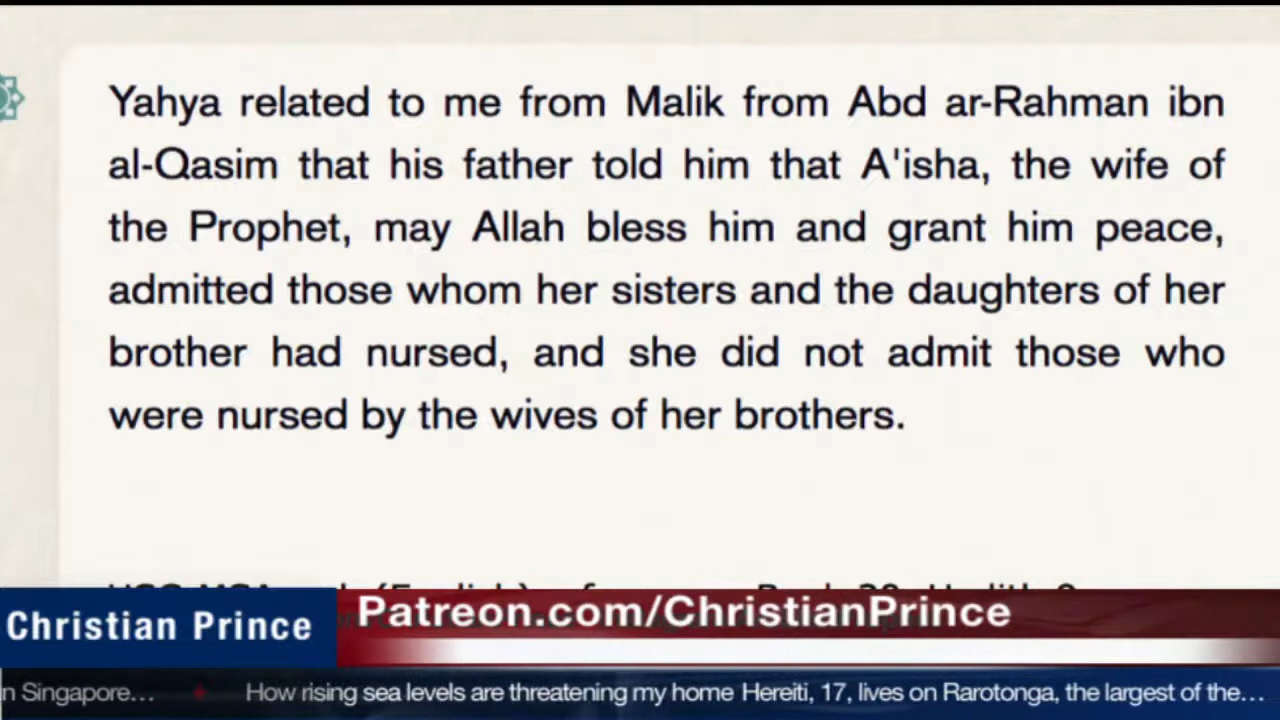 Yahya related to me from Malik from Abd ar-Rahman ibn
al-Qasim that his father told him that A'isha, the wife of
the Prophet, may Allah bless him and grant him peace,
admitted those whom her sisters and the daughters of her
brother had nursed, and she did not admit those who
were nursed by the wives of her brothers.
Christian Prince
Patreon.com/ChristianPrince
n Singapore... How rising sea levels are threatening my home Hereiti, 17, lives on Rarotonga, the largest of the...